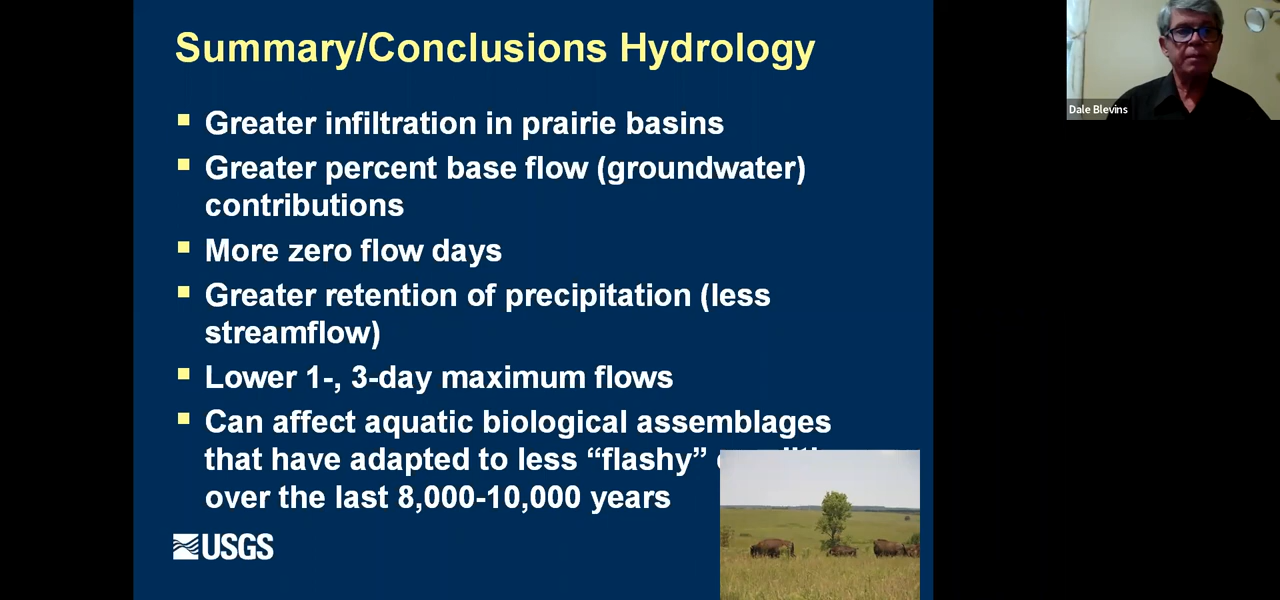 Summary/Conclusions Hydrology
Greater infiltration in prairie basins
Greater percent base flow (groundwater)
contributions
More zero flow days
Greater retention of precipitation (less
streamflow)
Lower 1-, 3-day maximum flows
Can affect aquatic biological assemblages
that have adapted to less “flashy”
over the last 8,000-10,000 years
USGS
Dale Blevins